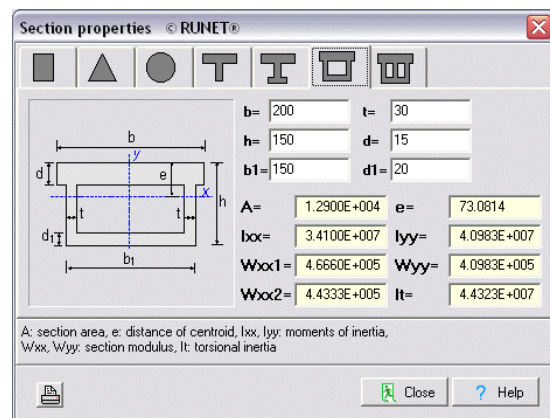 Section properties © RUNET®
b= 200 t= 30
h= 150 d= 15
b1= 150 d1= 20
b
y
d e
x h
t t
d1
b1
A= 1.2900E+004 e= 73.0814
Ixx= 3.4100E+007 Iyy= 4.0983E+007
Wxx1= 4.6660E+005 Wyy= 4.0983E+005
Wxx2= 4.4333E+005 It= 4.4323E+007
A: section area, e: distance of centroid, Ixx, Iyy: moments of inertia,
Wxx, Wyy: section modulus, It: torsional inertia
Close ? Help